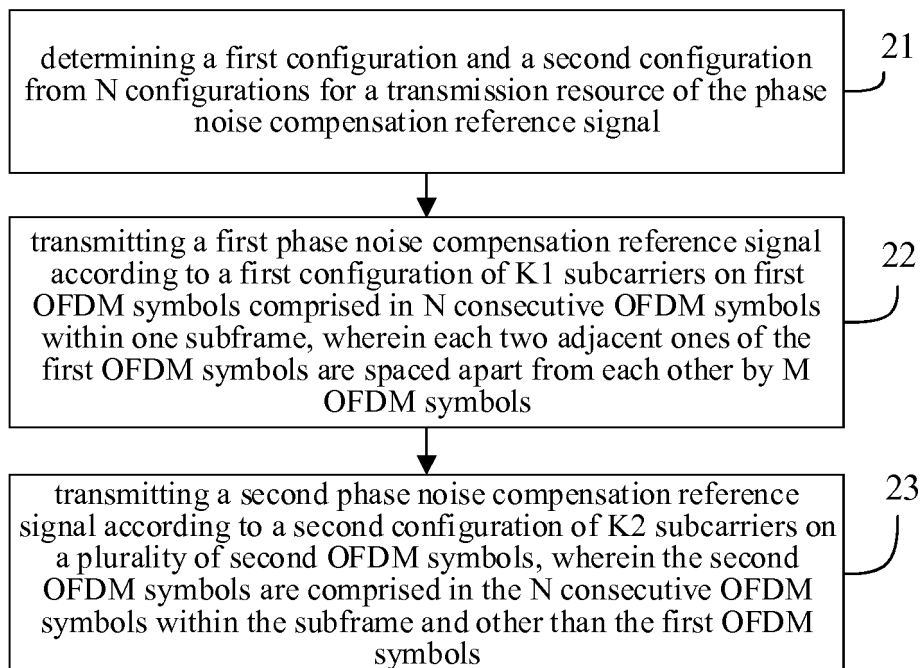 determining a first configuration and a second configuration
from N configurations for a transmission resource of the phase
noise compensation reference signal
21
transmitting a first phase noise compensation reference signal
according to a first configuration of K1 subcarriers on first
OFDM symbols comprised in N consecutive OFDM symbols
within one subframe, wherein each two adjacent ones of the
first OFDM symbols are spaced apart from each other by M
OFDM symbols
22
transmitting a second phase noise compensation reference
signal according to a second configuration of K2 subcarriers on
a plurality of second OFDM symbols, wherein the second
OFDM symbols are comprised in the N consecutive OFDM
symbols within the subframe and other than the first OFDM
symbols
23